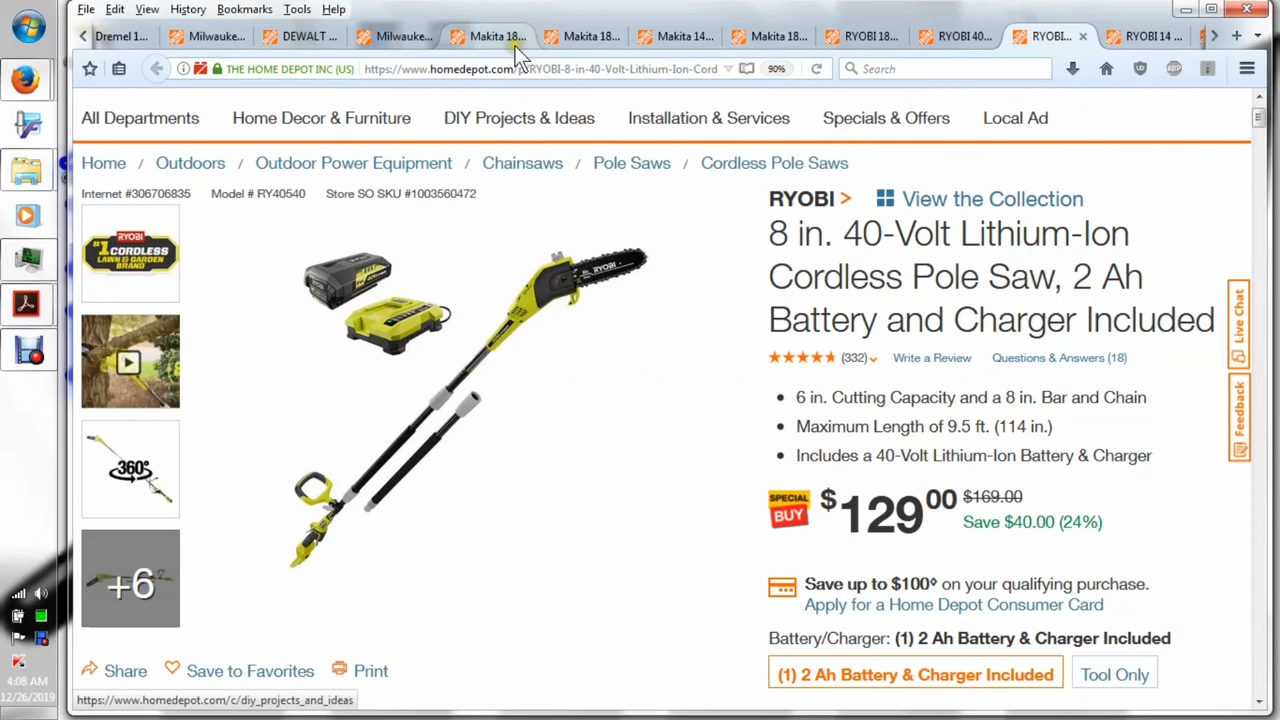 File Edit View History Bookmarks Tools Help
Dremel 1... Milwauke... DEWALT ... Milwauke... Makita 18... Makita 18... Makita 14... Makita 18... RYOBI 18... RYOBI 40... RYOBI... RYOBI 14 ...
THE HOME DEPOT INC (US) https://www.homedepot.com/p/RYOBI-8-in-40-Volt-Lithium-Ion-Cord 90% Search
All Departments Home Decor & Furniture DIY Projects & Ideas Installation & Services Specials & Offers Local Ad
Home / Outdoors / Outdoor Power Equipment / Chainsaws / Pole Saws / Cordless Pole Saws
Internet #306706835 Model # RY40540 Store SO SKU #1003560472
RYOBI > View the Collection
8 in. 40-Volt Lithium-Ion
Cordless Pole Saw, 2 Ah
Battery and Charger Included
(332) Write a Review Questions & Answers (18)
• 6 in. Cutting Capacity and a 8 in. Bar and Chain
• Maximum Length of 9.5 ft. (114 in.)
• Includes a 40-Volt Lithium-Ion Battery & Charger
SPECIAL BUY $129.00 $169.00
Save $40.00 (24%)
Save up to $100◊ on your qualifying purchase.
Apply for a Home Depot Consumer Card
Battery/Charger: (1) 2 Ah Battery & Charger Included
(1) 2 Ah Battery & Charger Included Tool Only
RYOBI
#1 CORDLESS
LAWN & GARDEN
BRAND
360°
+6
RYOBI
Live Chat
Feedback
Share Save to Favorites Print
https://www.homedepot.com/c/diy_projects_and_ideas
4:08 AM
12/26/2019